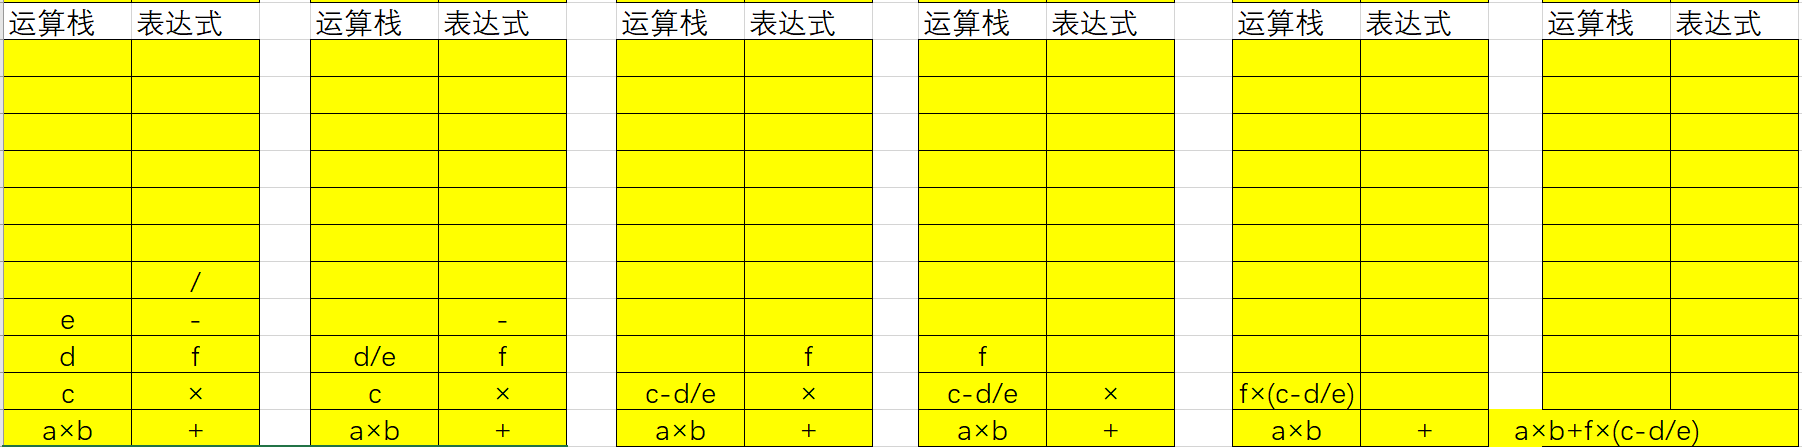 运算栈 表达式 运算栈 表达式 运算栈 表达式 运算栈 表达式 运算栈 表达式 运算栈 表达式
/
e - -
d f d/e f f f
c × c × c-d/e × c-d/e × f×(c-d/e)
a×b + a×b + a×b + a×b + a×b + a×b+f×(c-d/e)